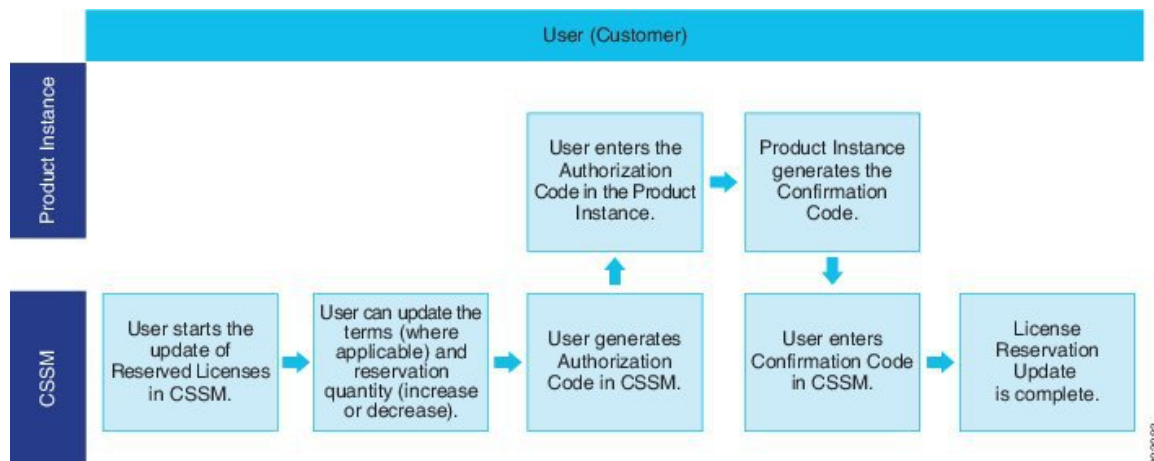 User (Customer)
Product Instance
User enters the
Authorization
Code in the Product
Instance.
Product Instance
generates the
Confirmation
Code.
CSSM
User starts the
update of
Reserved Licenses
in CSSM.
User can update the
terms (where
applicable) and
reservation
quantity (increase
or decrease).
User generates
Authorization
Code in CSSM.
User enters
Confirmation Code
in CSSM.
License
Reservation
Update
is complete.